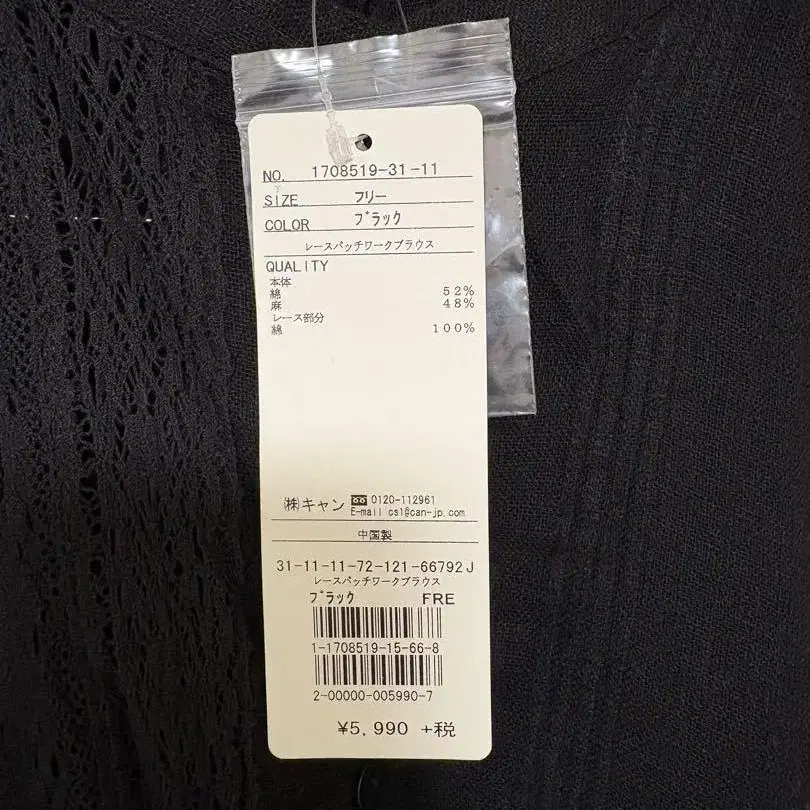 NO. 1708519-31-11
SIZE フリー
COLOR ブラック
レースパッチワークブラウス
QUALITY
本体
綿 52%
麻 48%
レース部分
綿 100%
㈱キャン 0120-112961
E-mail cs1@can-jp.com
中国製
31-11-11-72-121-66792J
レースパッチワークブラウス
ブラック FRE
1-1708519-15-66-8
2-00000-005990-7
¥5,990 +税